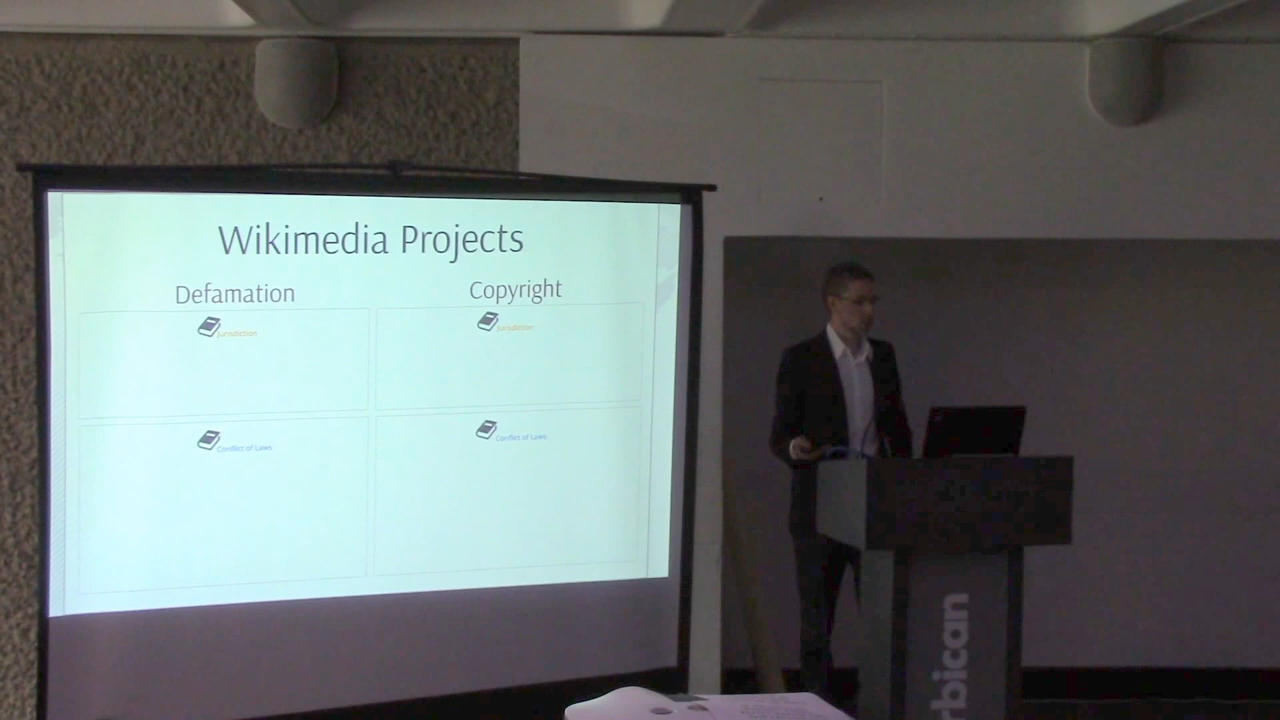 Wikimedia Projects
Defamation
Copyright
Jurisdiction
Jurisdiction
Conflict of Laws
Conflict of Laws
rbican